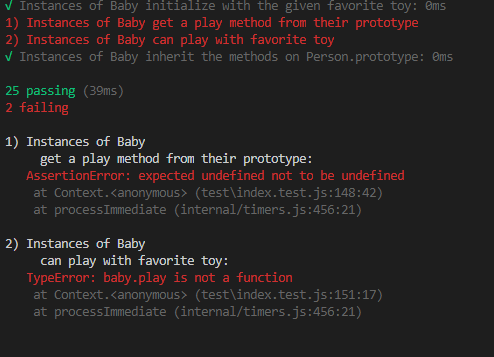 √ Instances of Baby initialize with the given favorite toy: 0ms
1) Instances of Baby get a play method from their prototype
2) Instances of Baby can play with favorite toy
√ Instances of Baby inherit the methods on Person.prototype: 0ms
25 passing (39ms)
2 failing
1) Instances of Baby
get a play method from their prototype:
AssertionError: expected undefined not to be undefined
at Context.<anonymous> (test\index.test.js:148:42)
at processImmediate (internal/timers.js:456:21)
2) Instances of Baby
can play with favorite toy:
TypeError: baby.play is not a function
at Context.<anonymous> (test\index.test.js:151:17)
at processImmediate (internal/timers.js:456:21)